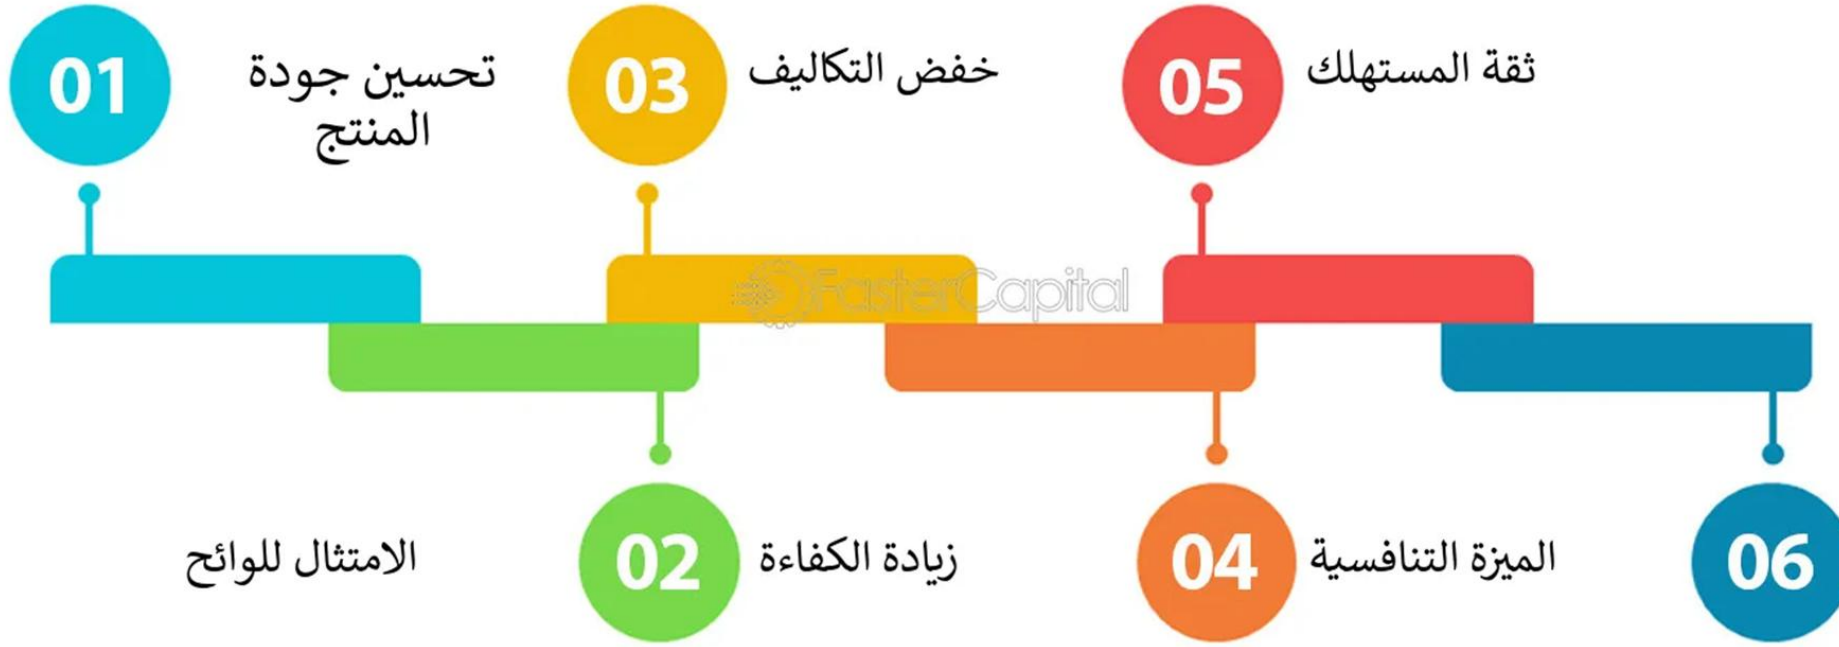 01
تحسين جودة
المنتج
03
خفض التكاليف
05
ثقة المستهلك
FasterCapital
الامتثال للوائح
02
زيادة الكفاءة
04
الميزة التنافسية
06